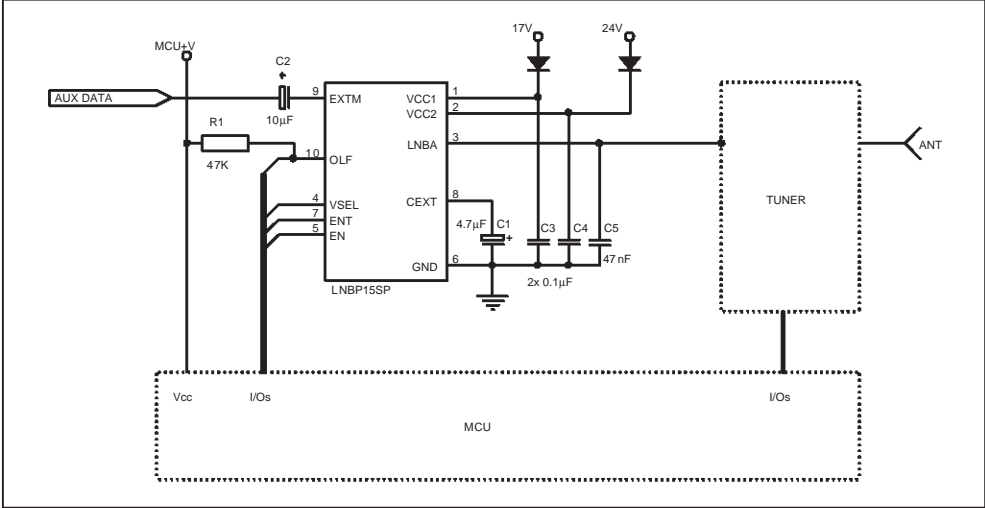 17V
24V
MCU+V
C2
+
AUX DATA
9
EXTM
VCC1
1
VCC2
2
10µF
R1
47K
10
OLF
LNBA
3
ANT
TUNER
4
VSEL
7
ENT
5
EN
CEXT
8
4.7µF
C1
+
C3
C4
C5
47nF
GND
6
2x 0.1µF
LNBP15SP
Vcc
I/Os
I/Os
MCU